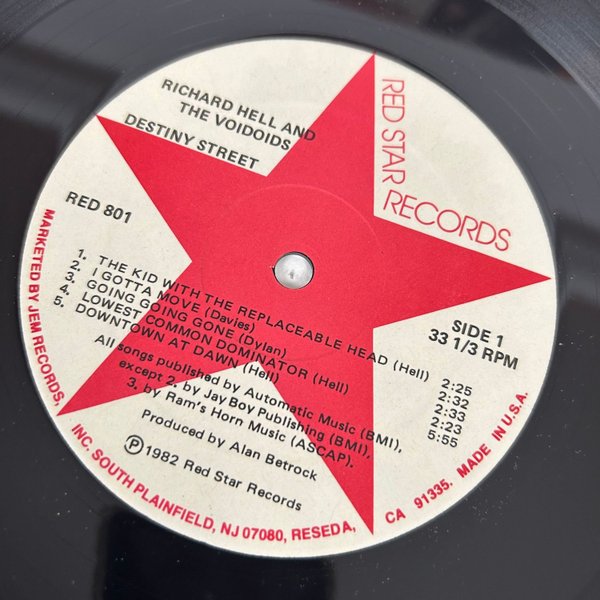 RICHARD HELL AND
THE VOIDOIDS
DESTINY STREET
RED STAR
RECORDS
RED 801
SIDE 1
33 1/3 RPM
1. THE KID WITH THE REPLACEABLE HEAD (Hell) 2:25
2. I GOTTA MOVE (Davies) 2:32
3. GOING GOING GONE (Dylan) 2:33
4. LOWEST COMMON DOMINATOR (Hell) 2:23
5. DOWNTOWN AT DAWN (Hell) 5:55
All songs published by Automatic Music (BMI),
except 2, by Jay Boy Publishing (BMI),
3, by Ram's Horn Music (ASCAP).
Produced by Alan Betrock
Ⓟ1982 Red Star Records
MARKETED BY JEM RECORDS, INC. SOUTH PLAINFIELD, NJ 07080, RESEDA, CA 91335. MADE IN U.S.A.